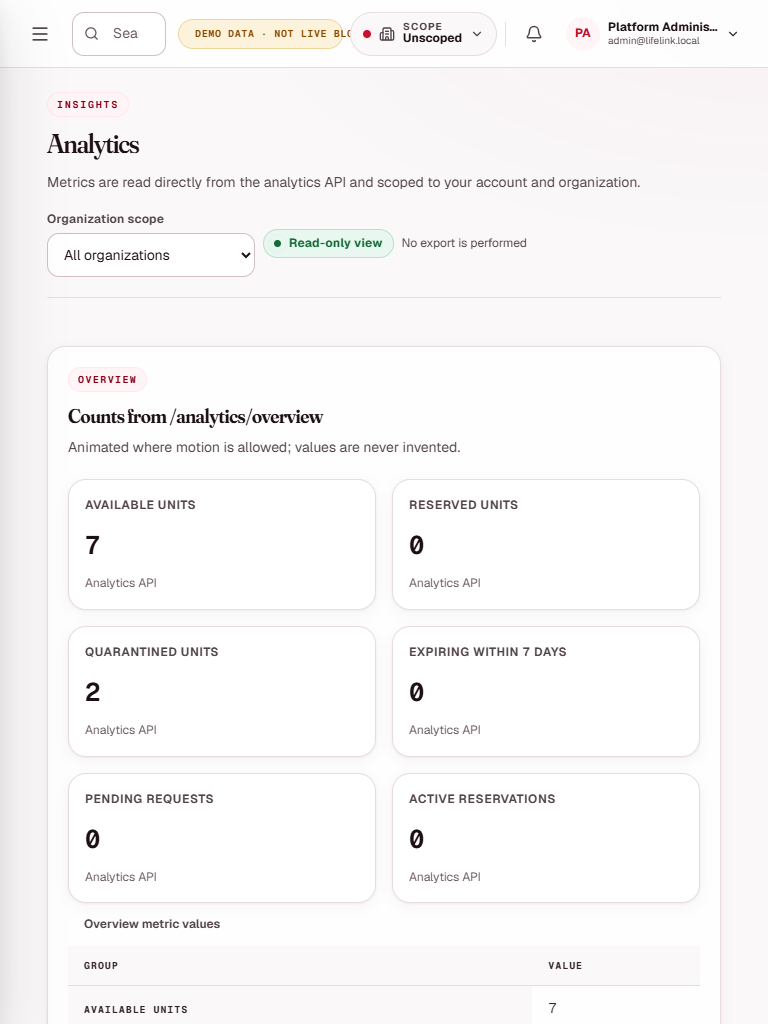 Sea
DEMO DATA · NOT LIVE BLO
SCOPE
Unscoped
PA
Platform Adminis…
admin@lifelink.local
INSIGHTS
Analytics
Metrics are read directly from the analytics API and scoped to your account and organization.
Organization scope
All organizations
Read-only view
No export is performed
OVERVIEW
Counts from /analytics/overview
Animated where motion is allowed; values are never invented.
AVAILABLE UNITS
7
Analytics API
RESERVED UNITS
0
Analytics API
QUARANTINED UNITS
2
Analytics API
EXPIRING WITHIN 7 DAYS
0
Analytics API
PENDING REQUESTS
0
Analytics API
ACTIVE RESERVATIONS
0
Analytics API
Overview metric values
GROUP VALUE
AVAILABLE UNITS 7